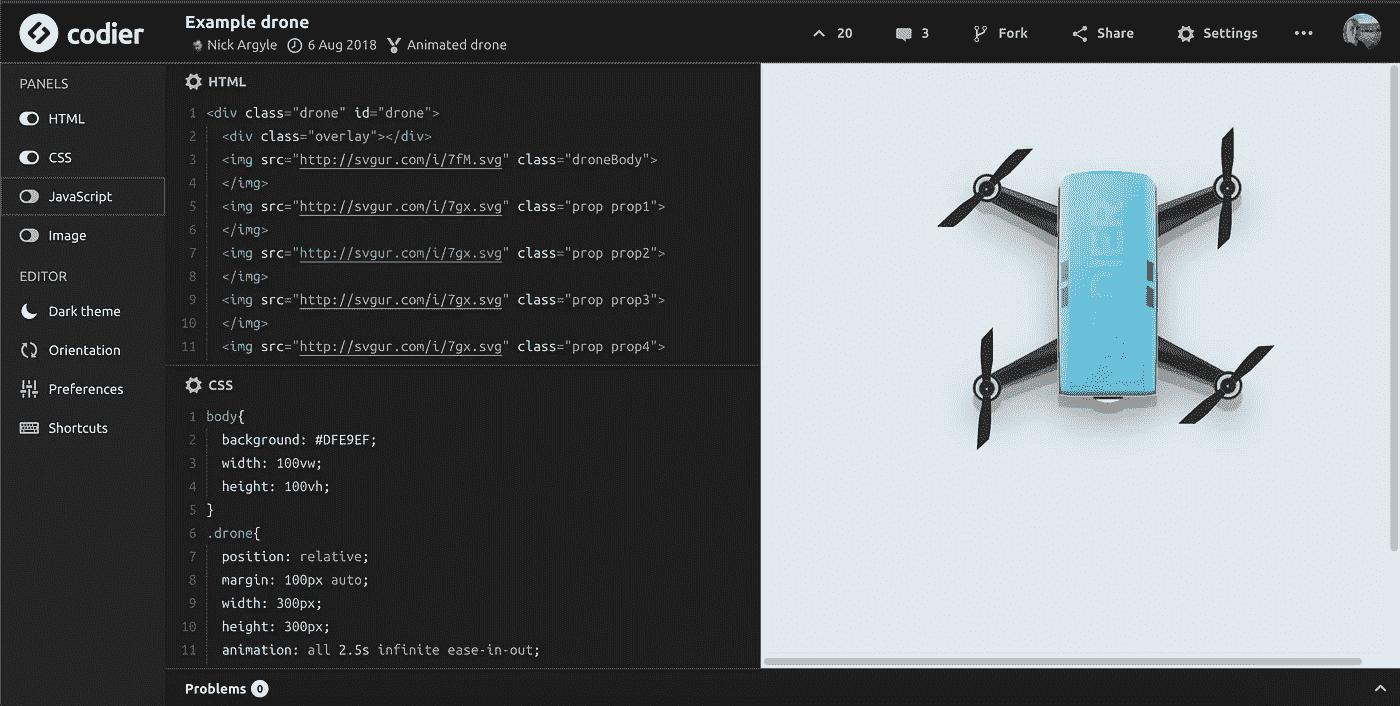 codier
Example drone
Nick Argyle 6 Aug 2018 Animated drone
20 3 Fork Share Settings
PANELS
HTML
CSS
JavaScript
Image
EDITOR
Dark theme
Orientation
Preferences
Shortcuts
HTML
1 <div class="drone" id="drone">
2 <div class="overlay"></div>
3 <img src="http://svgur.com/i/7fM.svg" class="droneBody">
4 </img>
5 <img src="http://svgur.com/i/7gx.svg" class="prop prop1">
6 </img>
7 <img src="http://svgur.com/i/7gx.svg" class="prop prop2">
8 </img>
9 <img src="http://svgur.com/i/7gx.svg" class="prop prop3">
10 </img>
11 <img src="http://svgur.com/i/7gx.svg" class="prop prop4">
CSS
1 body{
2 background: #DFE9EF;
3 width: 100vw;
4 height: 100vh;
5 }
6 .drone{
7 position: relative;
8 margin: 100px auto;
9 width: 300px;
10 height: 300px;
11 animation: all 2.5s infinite ease-in-out;
Problems 0